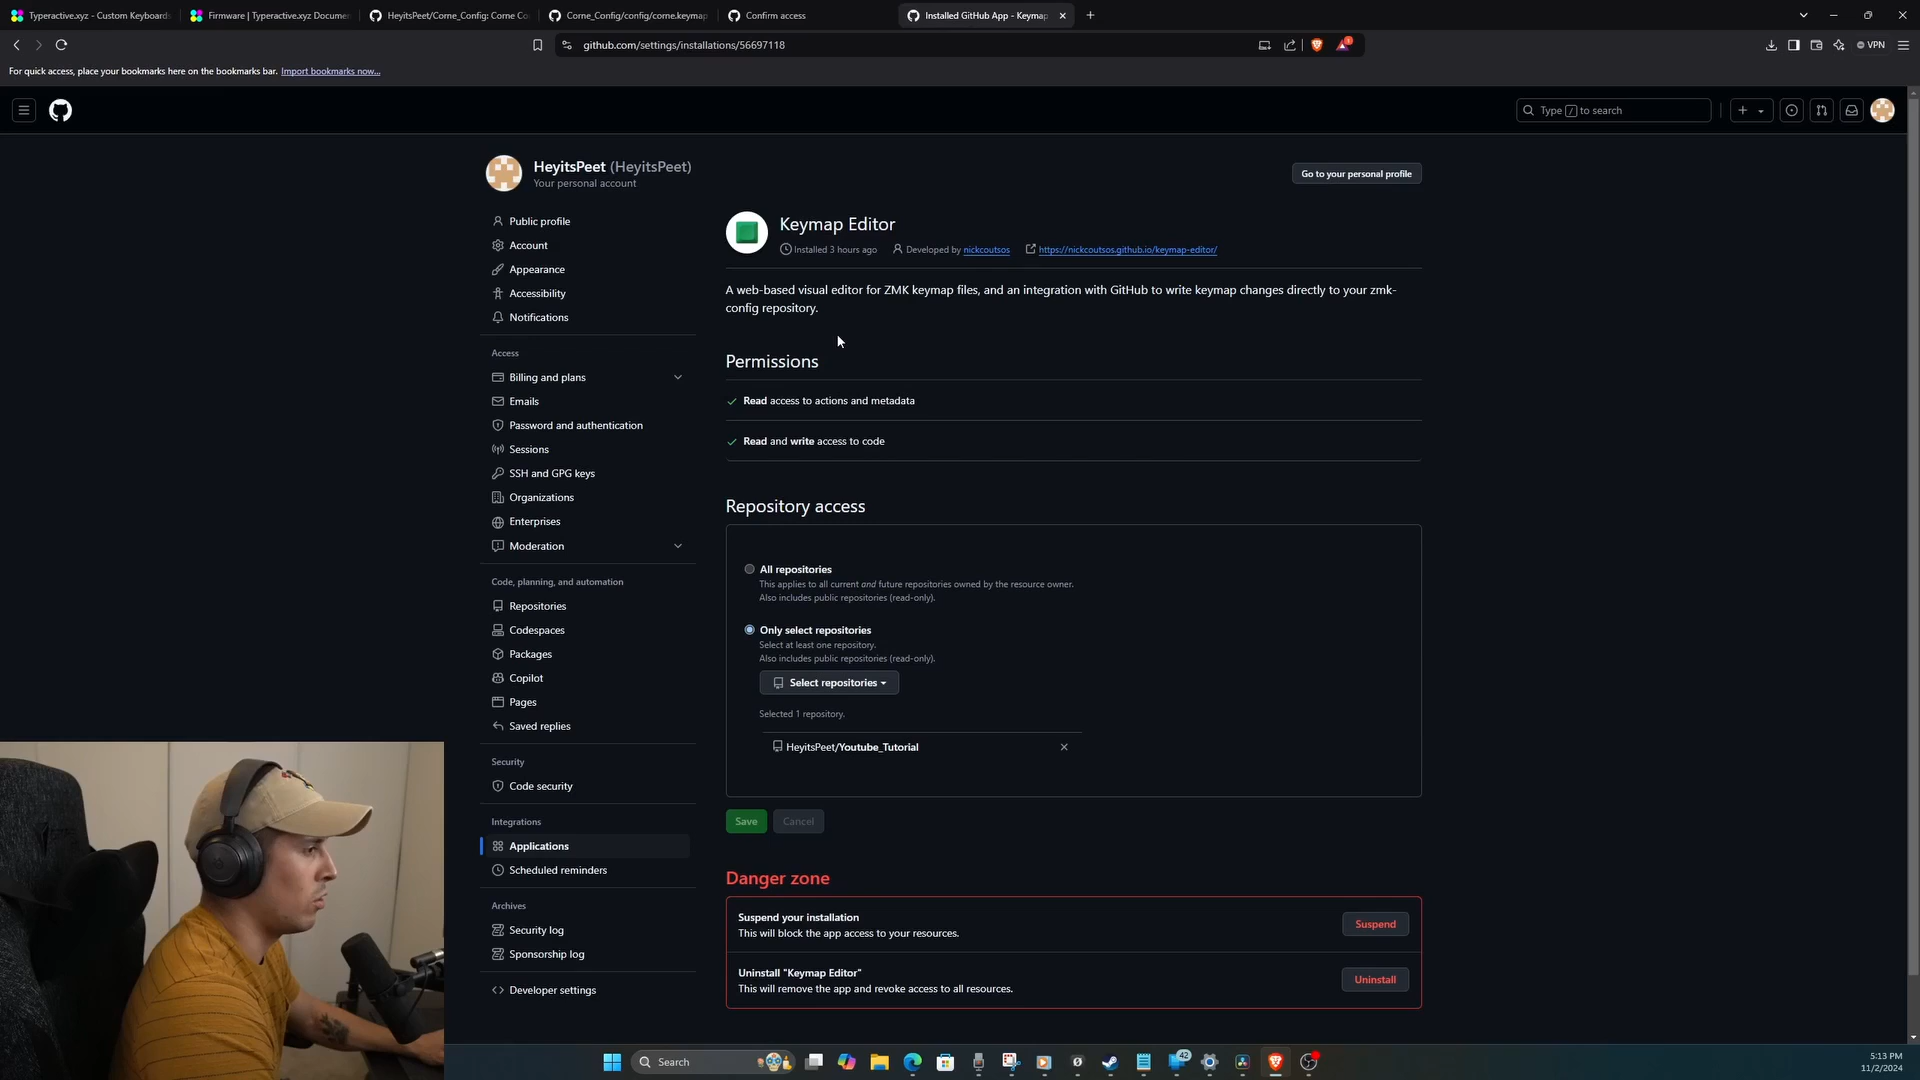 Typeractive.xyz - Custom Keyboards
Firmware | Typeractive.xyz Documen
HeyitsPeet/Corne_Config: Corne Co
Corne_Config/config/corne.keymap
Confirm access
Installed GitHub App - Keymap
github.com/settings/installations/56697118
VPN
For quick access, place your bookmarks here on the bookmarks bar. Import bookmarks now...
Type / to search
HeyitsPeet (HeyitsPeet)
Your personal account
Go to your personal profile
Public profile
Account
Appearance
Accessibility
Notifications
Access
Billing and plans
Emails
Password and authentication
Sessions
SSH and GPG keys
Organizations
Enterprises
Moderation
Code, planning, and automation
Repositories
Codespaces
Packages
Copilot
Pages
Saved replies
Security
Code security
Integrations
Applications
Scheduled reminders
Archives
Security log
Sponsorship log
Developer settings
Keymap Editor
Installed 3 hours ago Developed by nickcoutsos https://nickcoutsos.github.io/keymap-editor/
A web-based visual editor for ZMK keymap files, and an integration with GitHub to write keymap changes directly to your zmk-
config repository.
Permissions
Read access to actions and metadata
Read and write access to code
Repository access
All repositories
This applies to all current and future repositories owned by the resource owner.
Also includes public repositories (read-only).
Only select repositories
Select at least one repository.
Also includes public repositories (read-only).
Select repositories
Selected 1 repository.
HeyitsPeet/Youtube_Tutorial
Save Cancel
Danger zone
Suspend your installation
This will block the app access to your resources.
Suspend
Uninstall "Keymap Editor"
This will remove the app and revoke access to all resources.
Uninstall
Search
42
5:13 PM
11/2/2024